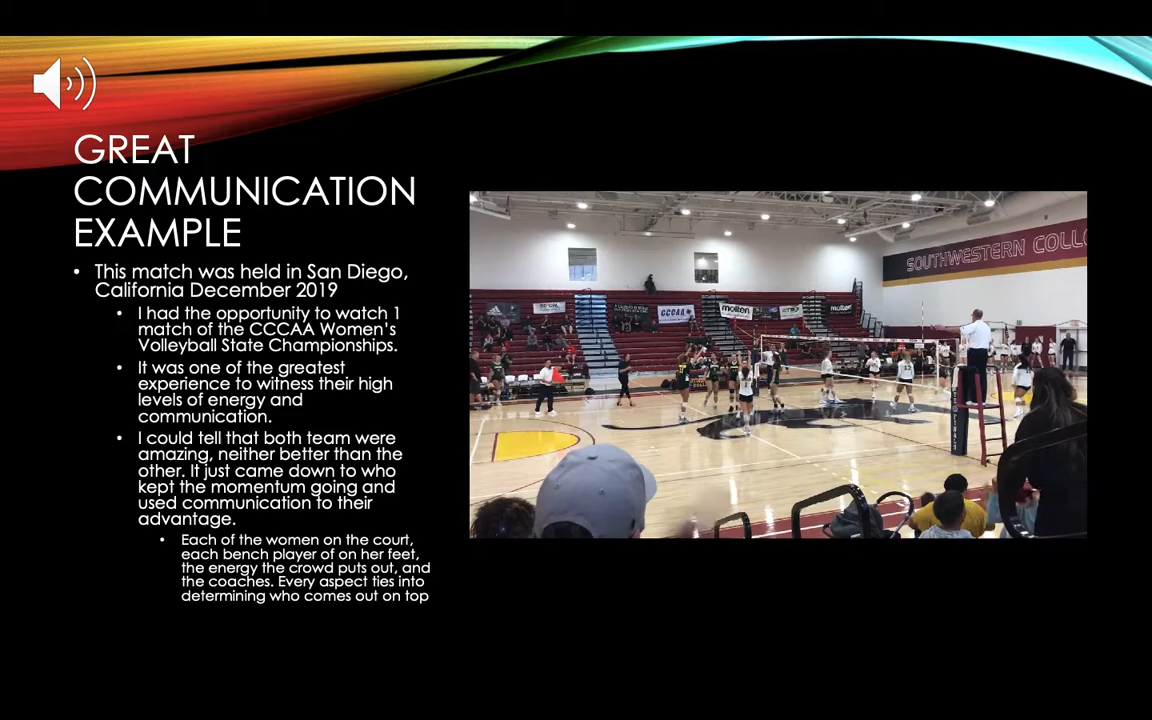 GREAT
COMMUNICATION
EXAMPLE
• This match was held in San Diego,
California December 2019
• I had the opportunity to watch 1
match of the CCCAA Women's
Volleyball State Championships.
• It was one of the greatest
experience to witness their high
levels of energy and
communication.
• I could tell that both team were
amazing, neither better than the
other. It just came down to who
kept the momentum going and
used communication to their
advantage.
• Each of the women on the court,
each bench player of on her feet,
the energy the crowd puts out, and
the coaches. Every aspect ties into
determining who comes out on top
SOUTHWESTERN COLL
CCCAA
molten
molten